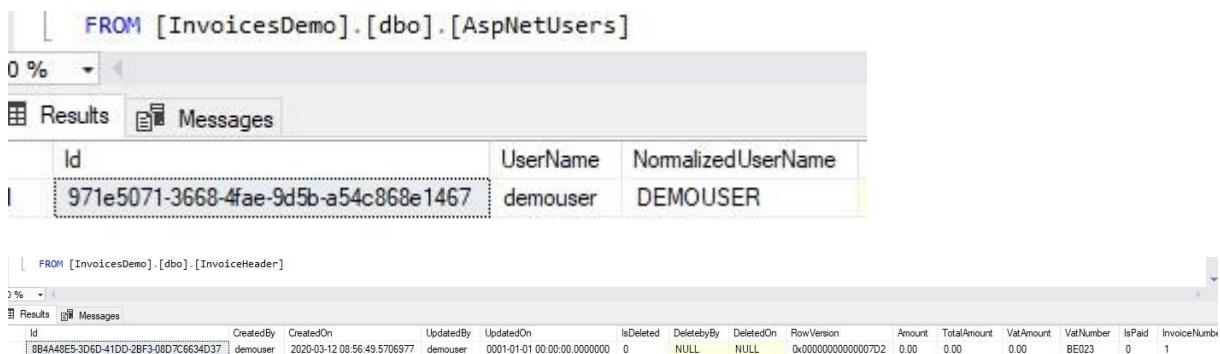 FROM [InvoicesDemo].[dbo].[AspNetUsers]
0 %
Results Messages
Id UserName NormalizedUserName
971e5071-3668-4fae-9d5b-a54c868e1467 demouser DEMOUSER
FROM [InvoicesDemo].[dbo].[InvoiceHeader]
0 %
Results Messages
Id CreatedBy CreatedOn UpdatedBy UpdatedOn IsDeleted DeletebyBy DeletedOn RowVersion Amount TotalAmount VatAmount VatNumber IsPaid InvoiceNumbe
8B4A48E5-3D6D-41DD-2BF3-08D7C6634D37 demouser 2020-03-12 08:56:49.5706977 demouser 0001-01-01 00:00:00.0000000 0 NULL NULL 0x00000000000007D2 0.00 0.00 0.00 BE023 0 1